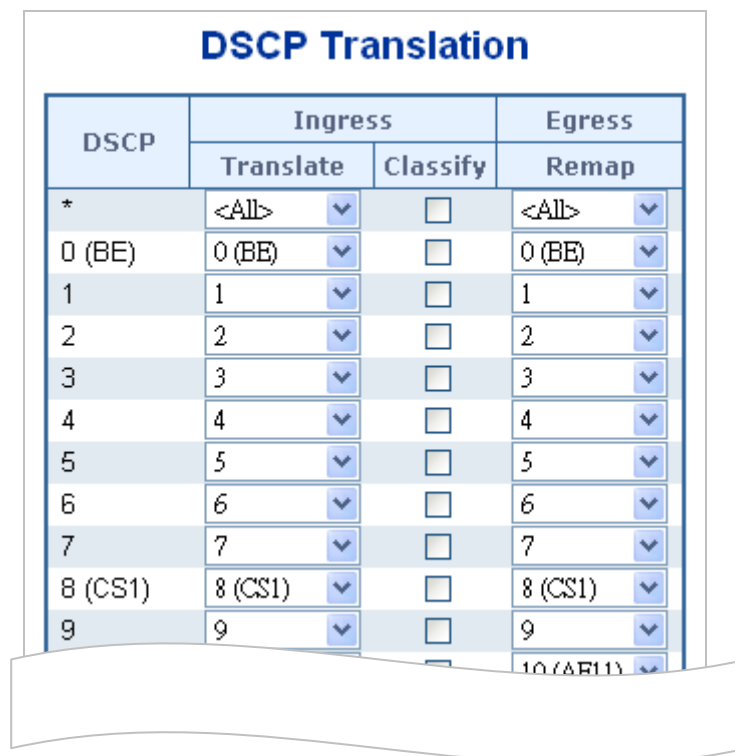 DSCP Translation
DSCP Ingress Egress
Translate Classify Remap
* <All> <All>
0 (BE) 0 (BE) 0 (BE)
1 1 1
2 2 2
3 3 3
4 4 4
5 5 5
6 6 6
7 7 7
8 (CS1) 8 (CS1) 8 (CS1)
9 9 9
10 (AF11)